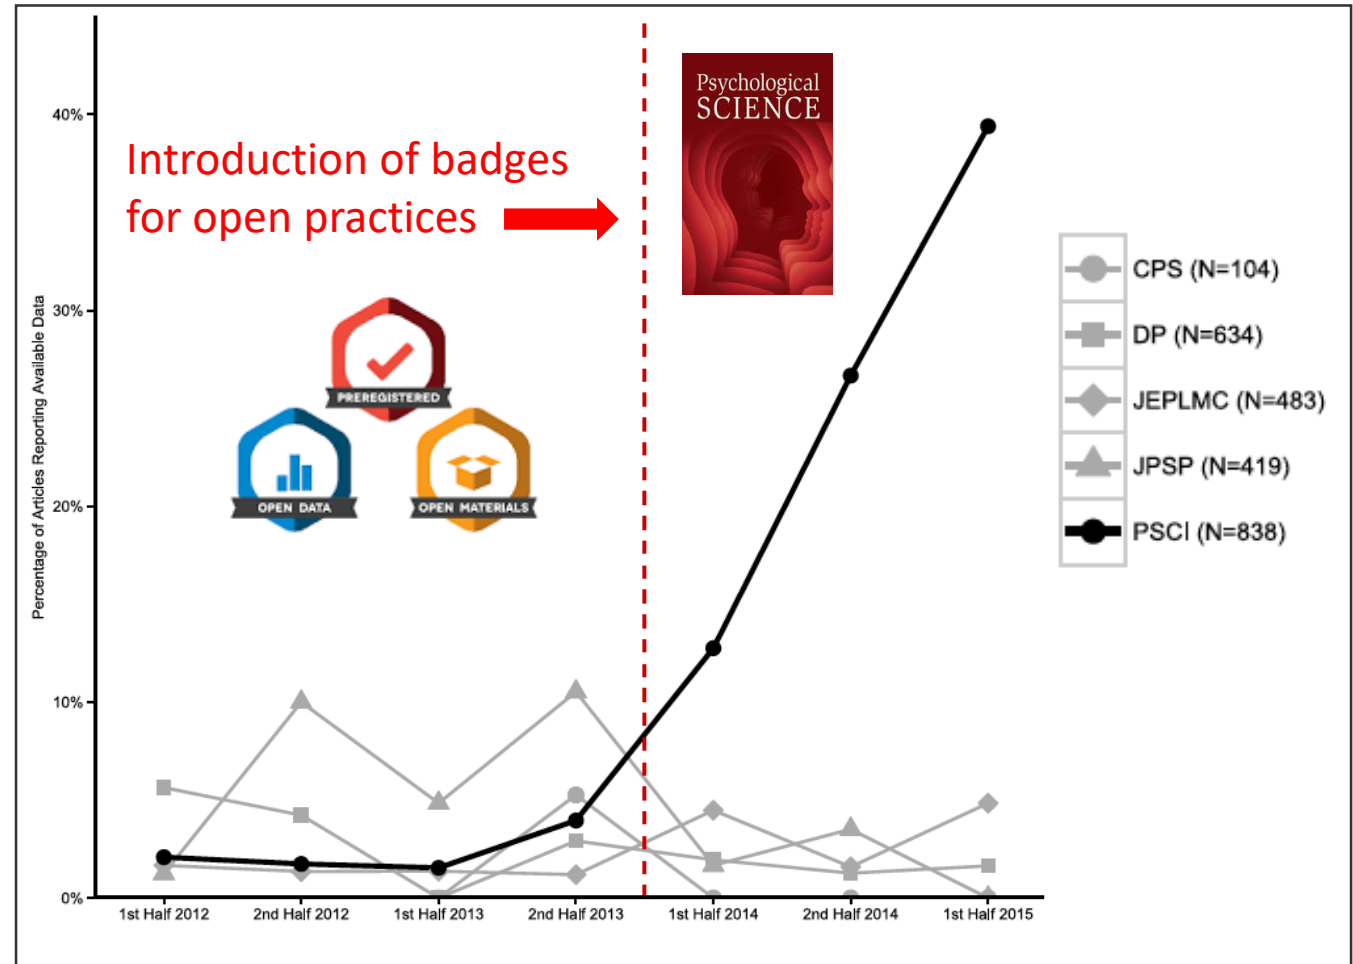 Introduction of badges
for open practices
Psychological
SCIENCE
PREREGISTERED
OPEN DATA
OPEN MATERIALS
Percentage of Articles Reporting Available Data
40%
30%
20%
10%
0%
1st Half 2012
2nd Half 2012
1st Half 2013
2nd Half 2013
1st Half 2014
2nd Half 2014
1st Half 2015
CPS (N=104)
DP (N=634)
JEPLMC (N=483)
JPSP (N=419)
PSCI (N=838)